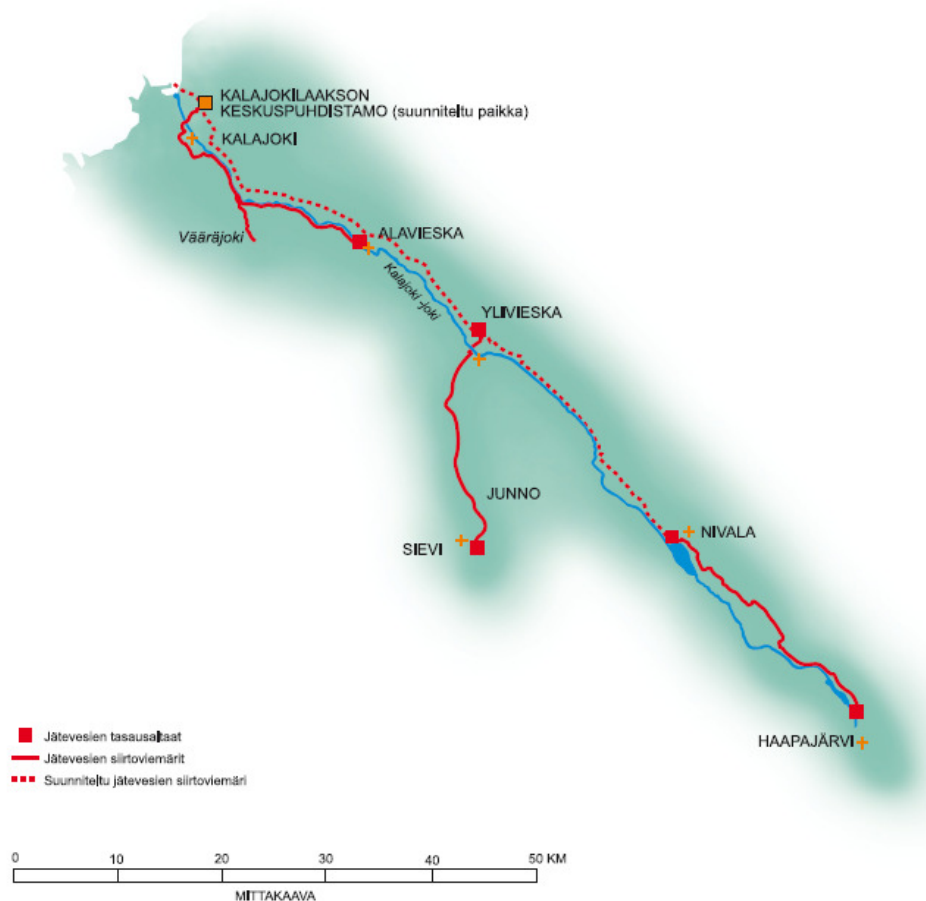 KALAJOKILAAKSON
KESKUSPUHDISTAMO (suunniteltu paikka)
KALAJOKI
Vääräjoki
ALAVIESKA
Kalajoki -joki
YLIVIESKA
JUNNO
SIEVI
NIVALA
HAAPAJÄRVI
Jätevesien tasausaltaat
Jätevesien siirtoviemärit
Suunniteltu jätevesien siirtoviemäri
0 10 20 30 40 50 KM
MITTAKAAVA